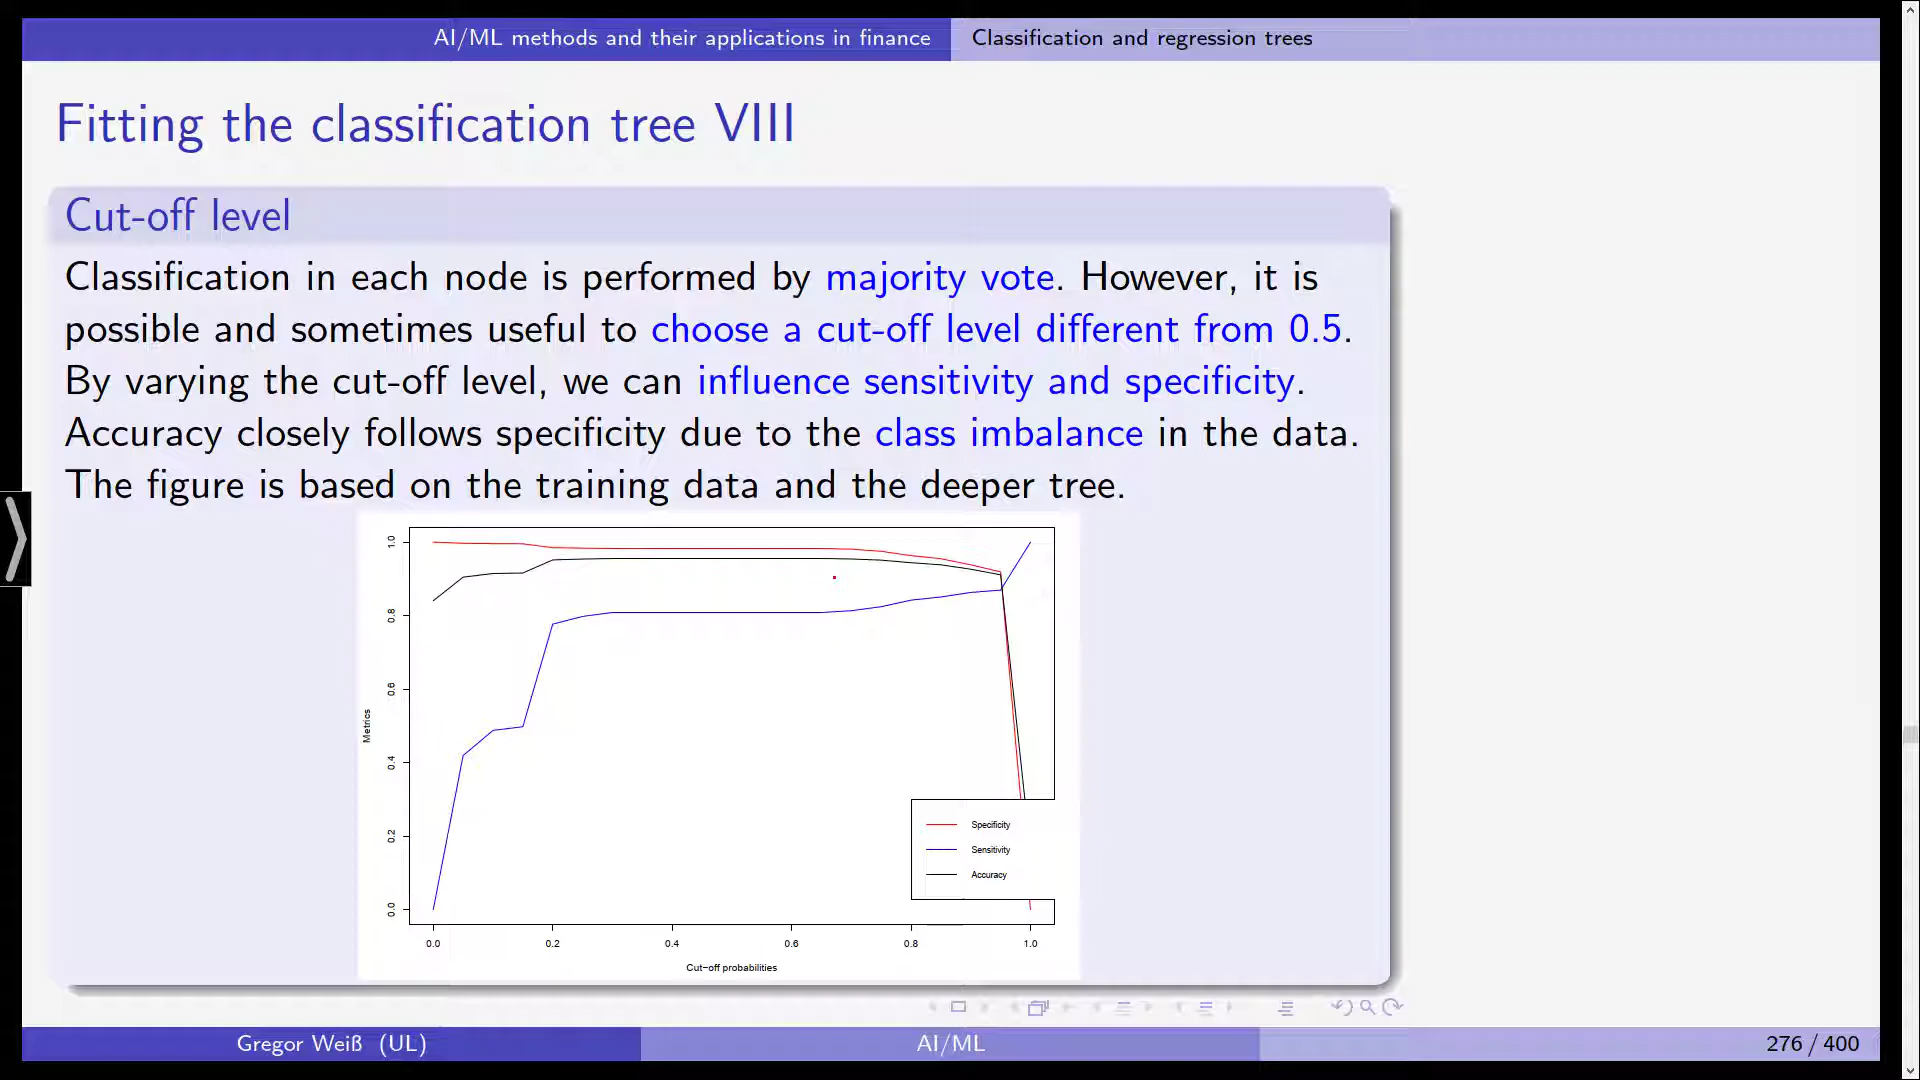 AI/ML methods and their applications in finance
Classification and regression trees
Fitting the classification tree VIII
Cut-off level
Classification in each node is performed by majority vote. However, it is
possible and sometimes useful to choose a cut-off level different from 0.5.
By varying the cut-off level, we can influence sensitivity and specificity.
Accuracy closely follows specificity due to the class imbalance in the data.
The figure is based on the training data and the deeper tree.
Metrics
1.0
0.8
0.6
0.4
0.2
0.0
Specificity
Sensitivity
Accuracy
0.0 0.2 0.4 0.6 0.8 1.0
Cut-off probabilities
Gregor Weiß (UL)
AI/ML
276 / 400